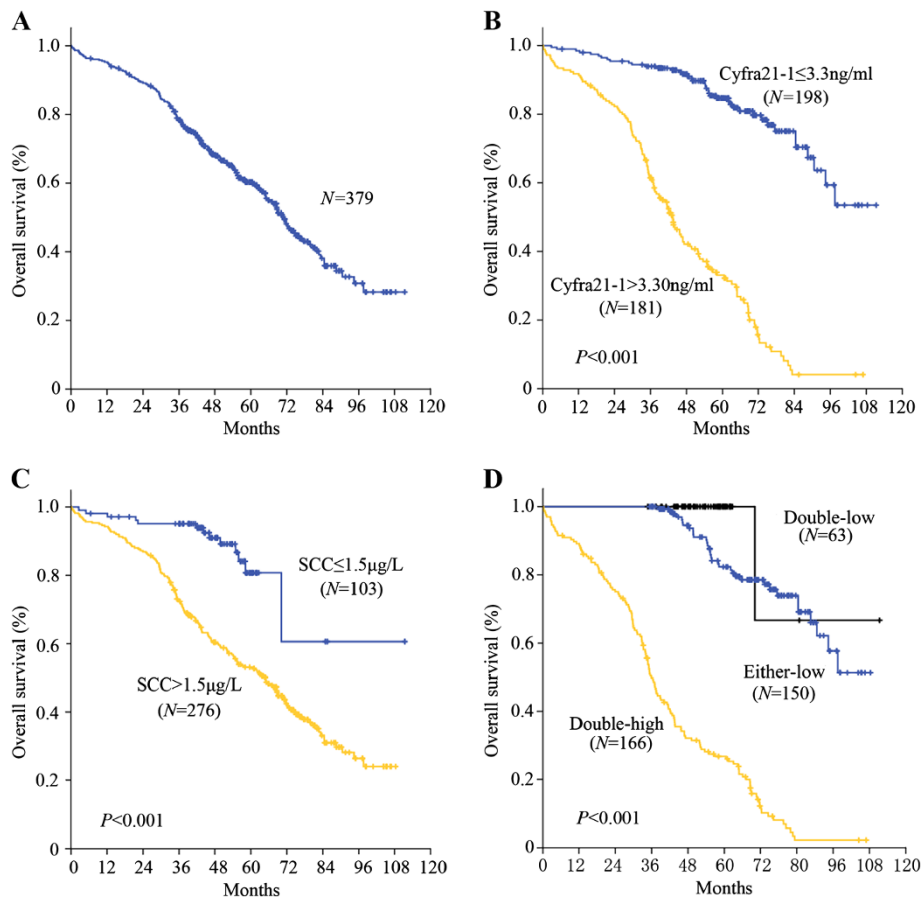 A
Overall survival (%)
1.0
0.8
0.6
0.4
0.2
0
N=379
0 12 24 36 48 60 72 84 96 108 120
Months
B
Overall survival (%)
1.0
0.8
0.6
0.4
0.2
0
Cyfra21-1≤3.3ng/ml
(N=198)
Cyfra21-1>3.30ng/ml
(N=181)
P<0.001
0 12 24 36 48 60 72 84 96 108 120
Months
C
Overall survival (%)
1.0
0.8
0.6
0.4
0.2
0
SCC≤1.5μg/L
(N=103)
SCC>1.5μg/L
(N=276)
P<0.001
0 12 24 36 48 60 72 84 96 108 120
Months
D
Overall survival (%)
1.0
0.8
0.6
0.4
0.2
0
Double-low
(N=63)
Either-low
(N=150)
Double-high
(N=166)
P<0.001
0 12 24 36 48 60 72 80 96 108 120
Months